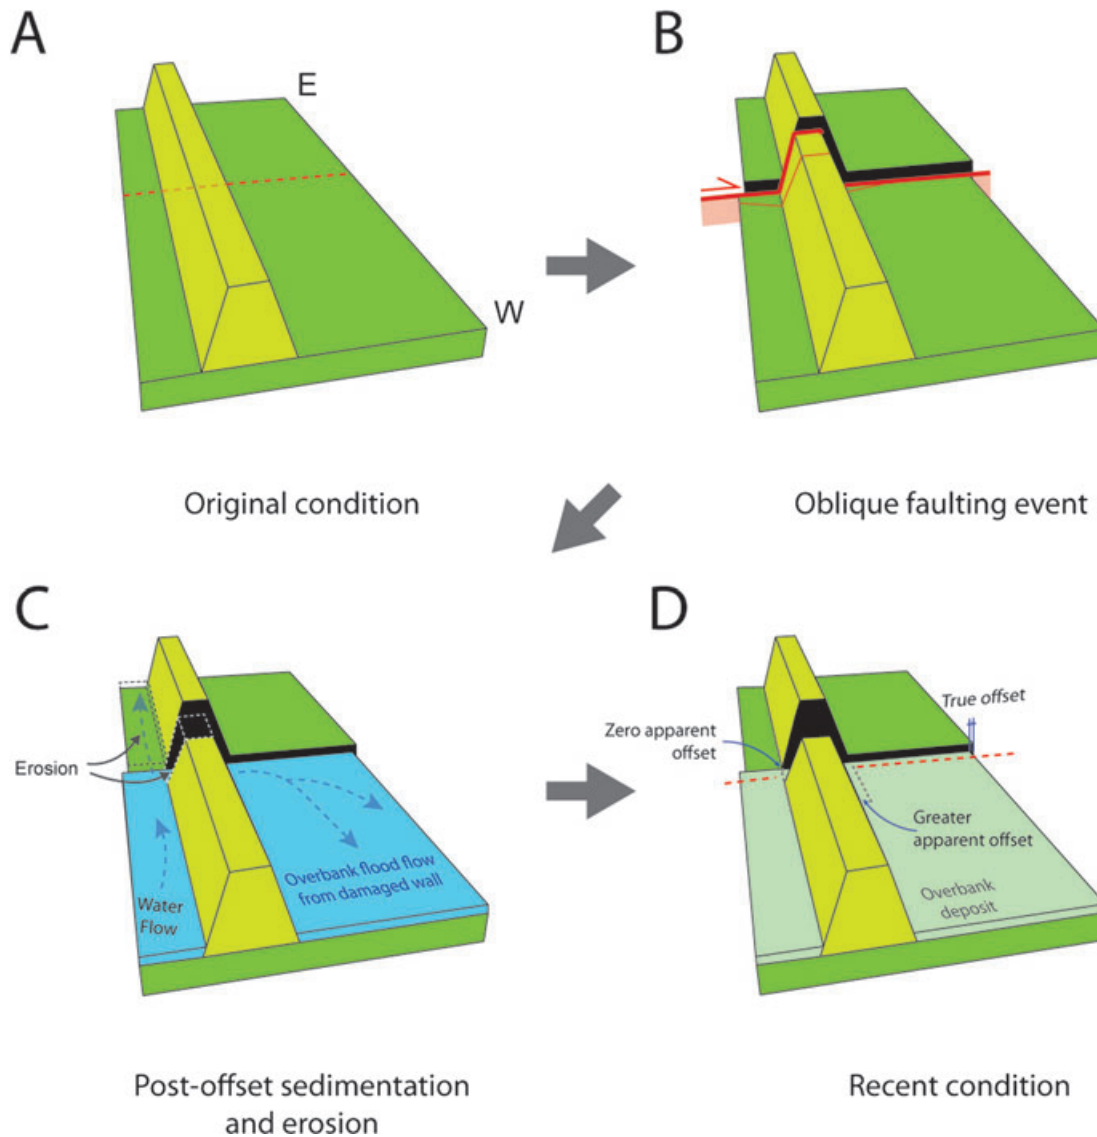 A
E
W
Original condition
B
Oblique faulting event
C
Erosion
Water
Flow
Overbank flood flow
from damaged wall
Post-offset sedimentation
and erosion
D
True offset
Zero apparent
offset
Greater
apparent offset
Overbank
deposit
Recent condition